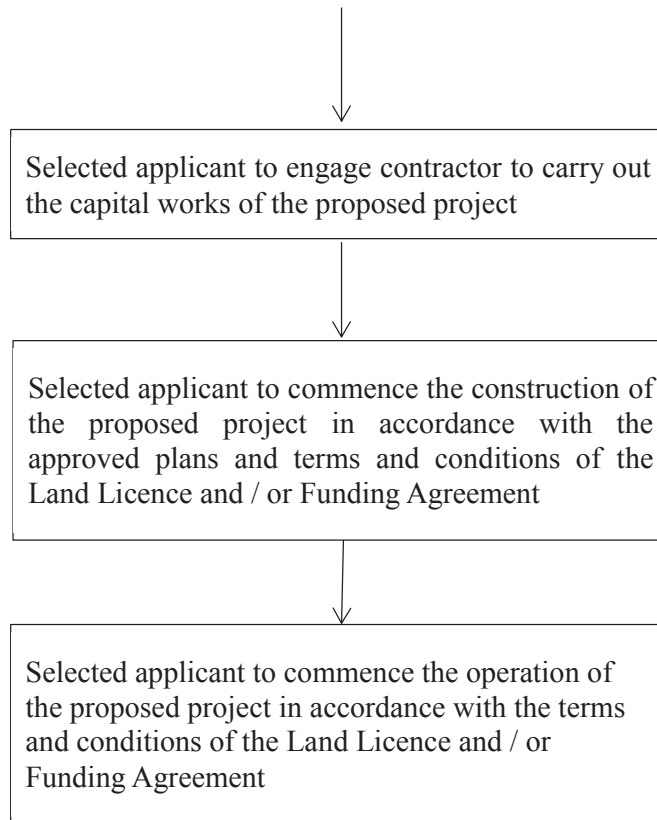 Selected applicant to engage contractor to carry out
the capital works of the proposed project
Selected applicant to commence the construction of
the proposed project in accordance with the
approved plans and terms and conditions of the
Land Licence and / or Funding Agreement
Selected applicant to commence the operation of
the proposed project in accordance with the terms
and conditions of the Land Licence and / or
Funding Agreement